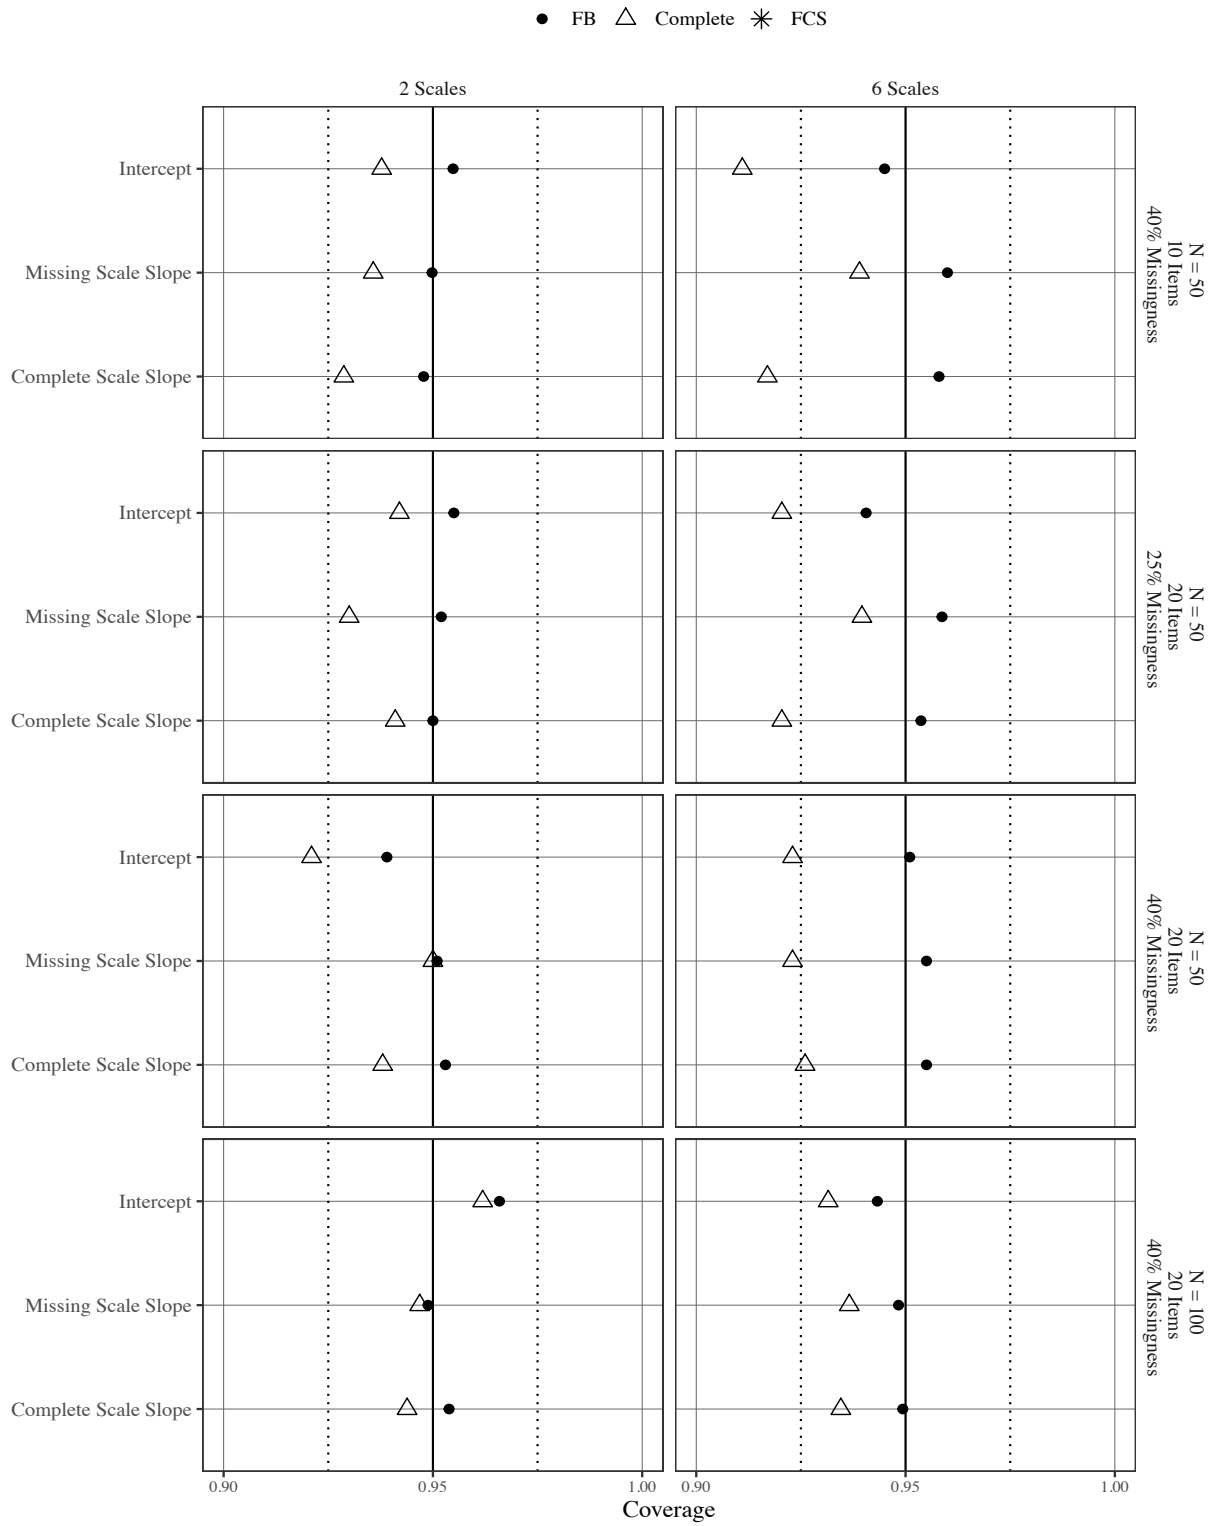 FB Complete FCS
2 Scales 6 Scales
Intercept
Missing Scale Slope
Complete Scale Slope
N = 50
10 Items
40% Missingness
Intercept
Missing Scale Slope
Complete Scale Slope
N = 50
20 Items
25% Missingness
Intercept
Missing Scale Slope
Complete Scale Slope
N = 50
20 Items
40% Missingness
Intercept
Missing Scale Slope
Complete Scale Slope
N = 100
20 Items
40% Missingness
0.90 0.95 1.00 0.90 0.95 1.00
Coverage